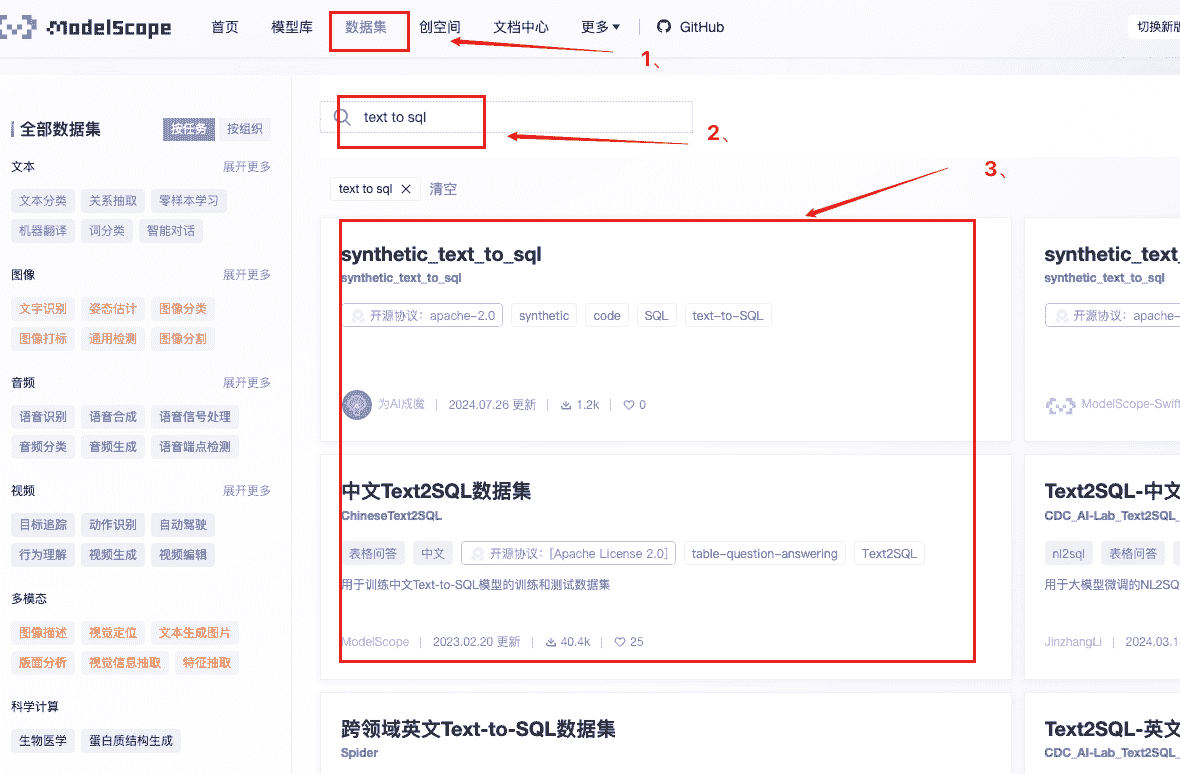 ModelScope 首页 模型库 数据集 创空间 文档中心 更多 GitHub 切换新版
1、
全部数据集 按任务 按组织
文本 展开更多
文本分类 关系抽取 零样本学习
机器翻译 词分类 智能对话
图像 展开更多
文字识别 姿态估计 图像分类
图像打标 通用检测 图像分割
音频 展开更多
语音识别 语音合成 语音信号处理
音频分类 音频生成 语音端点检测
视频 展开更多
目标追踪 动作识别 自动驾驶
行为理解 视频生成 视频编辑
多模态
图像描述 视觉定位 文本生成图片
版面分析 视觉信息抽取 特征抽取
科学计算
生物医学 蛋白质结构生成
text to sql
2、
text to sql 清空
3、
synthetic_text_to_sql
synthetic_text_to_sql
开源协议：apache-2.0 synthetic code SQL text-to-SQL
为AI成魔 2024.07.26 更新 1.2k 0
synthetic_text_
synthetic_text_to_sql
开源协议：apache-
ModelScope-Swift
中文Text2SQL数据集
ChineseText2SQL
表格问答 中文 开源协议：[Apache License 2.0] table-question-answering Text2SQL
用于训练中文Text-to-SQL模型的训练和测试数据集
ModelScope 2023.02.20 更新 40.4k 25
Text2SQL-中文
CDC_AI-Lab_Text2SQL_
nl2sql 表格问答
用于大模型微调的NL2SQ
JinzhangLi 2024.03.1
跨领域英文Text-to-SQL数据集
Spider
Text2SQL-英文
CDC_AI-Lab_Text2SQL_